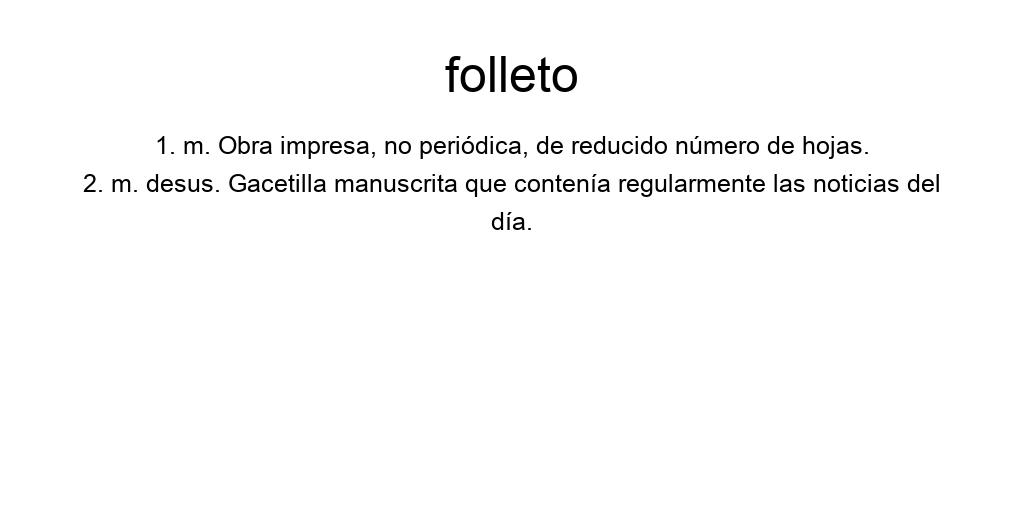 folleto
1. m. Obra impresa, no periódica, de reducido número de hojas.
2. m. desus. Gacetilla manuscrita que contenía regularmente las noticias del
día.